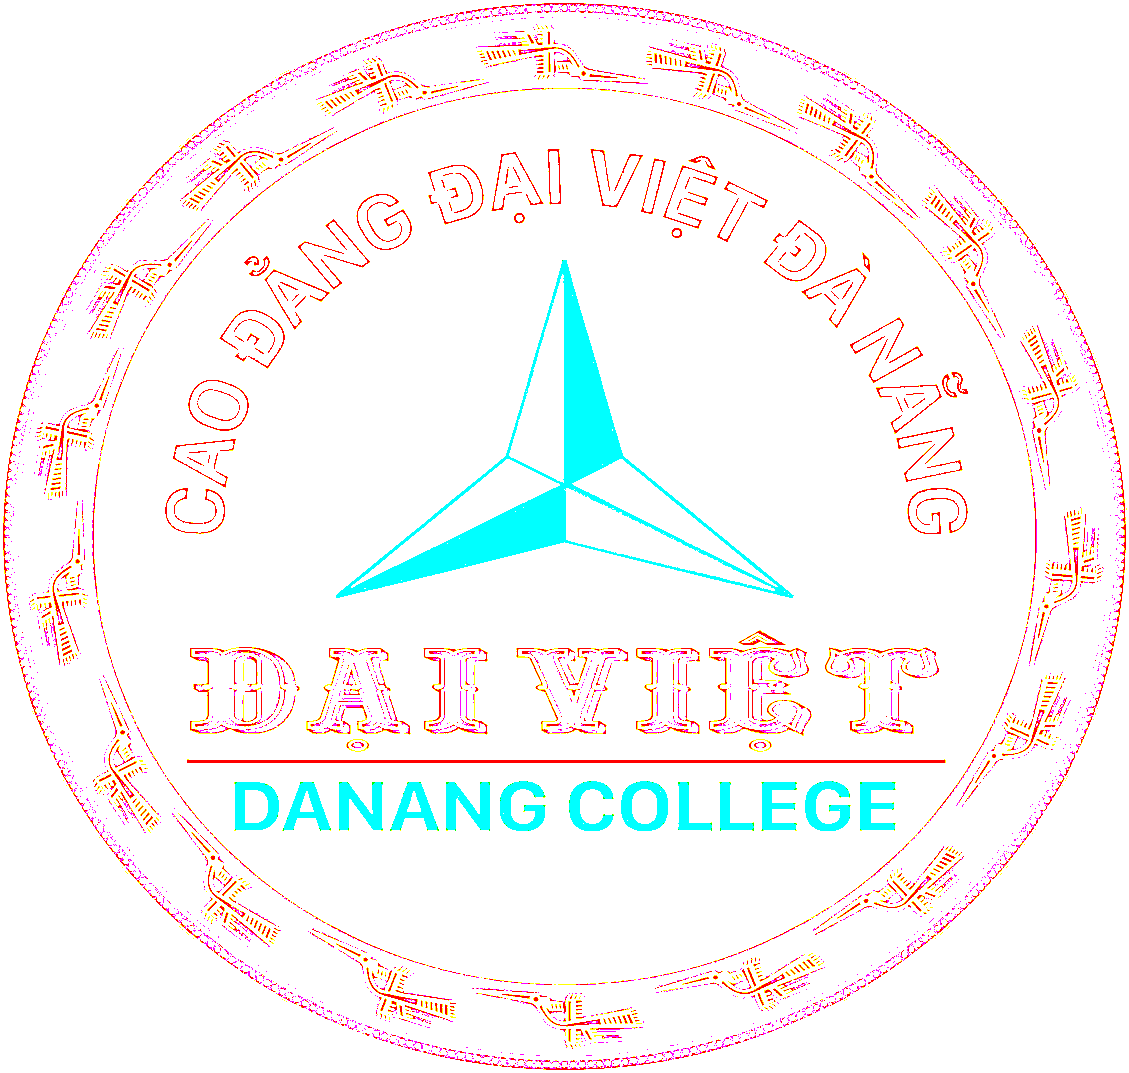 CAO ĐẲNG ĐẠI VIỆT ĐÀ NẴNG
ĐẠI VIỆT
DANANG COLLEGE